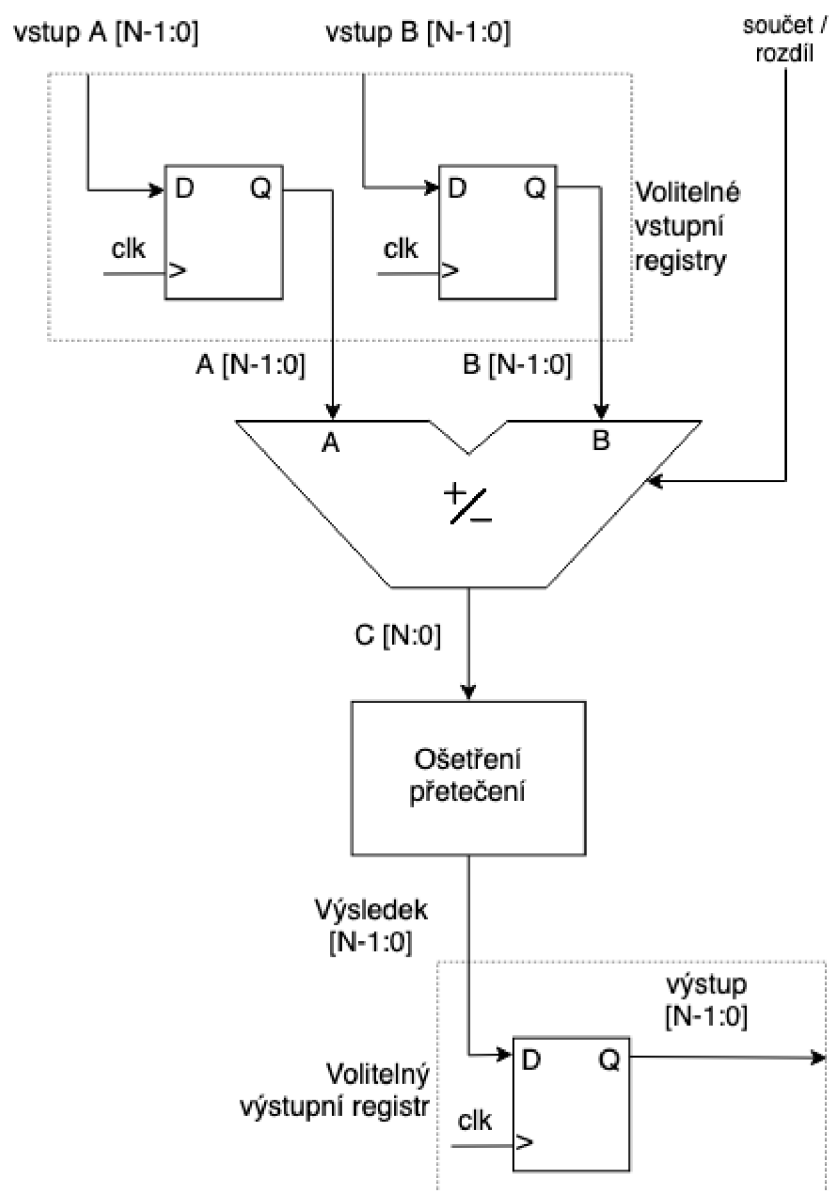 vstup A [N-1:0]
vstup B [N-1:0]
součet /
rozdíl
D
Q
clk
>
D
Q
clk
>
Volitelné
vstupní
registry
A [N-1:0]
B [N-1:0]
A
B
+/−
C [N:0]
Ošetření
přetečení
Výsledek
[N-1:0]
výstup
[N-1:0]
D
Q
Volitelný
výstupní registr
clk
>